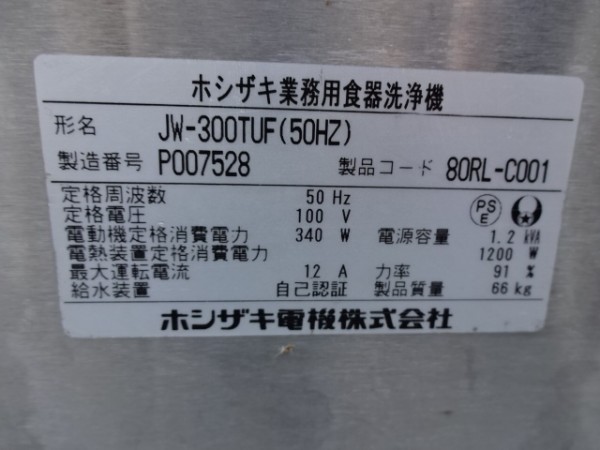 ホシザキ業務用食器洗浄機
形名 JW-300TUF(50HZ)
製造番号 P007528 製品コード 80RL-C001
定格周波数 50 Hz
定格電圧 100 V PS E
電動機定格消費電力 340 W 電源容量 1.2 kVA
電熱装置定格消費電力 1200 W
最大運転電流 12 A 力率 91 %
給水装置 自己認証 製品質量 66 kg
ホシザキ電機株式会社